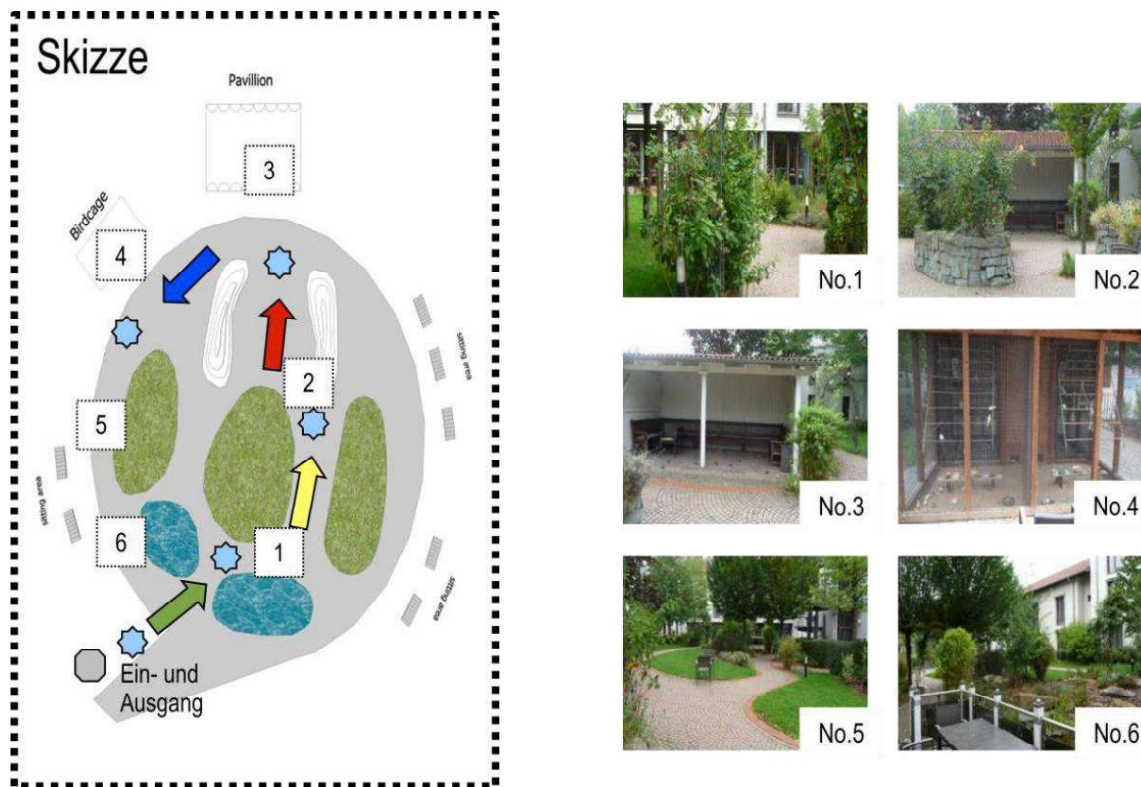 Skizze
Pavillion
3
Birdcage
4
sitting area
2
5
sitting area
6
1
sitting area
Ein- und
Ausgang
No.1
No.2
No.3
No.4
No.5
No.6